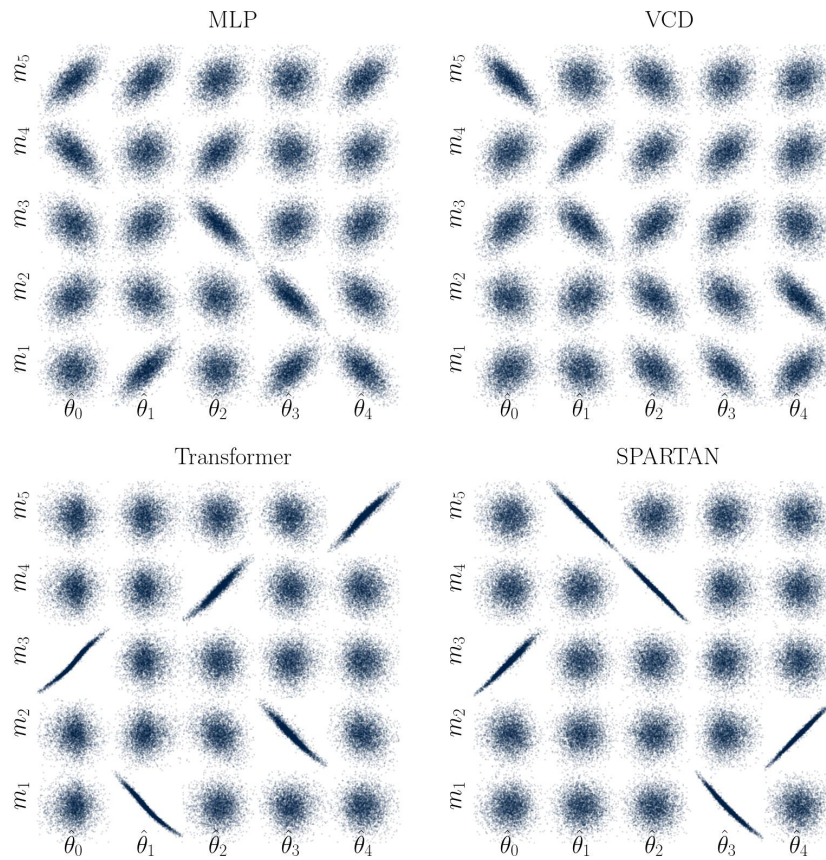 MLP
m₅
m₄
m₃
m₂
m₁
θ̂₀ θ̂₁ θ̂₂ θ̂₃ θ̂₄
VCD
m₅
m₄
m₃
m₂
m₁
θ̂₀ θ̂₁ θ̂₂ θ̂₃ θ̂₄
Transformer
m₅
m₄
m₃
m₂
m₁
θ̂₀ θ̂₁ θ̂₂ θ̂₃ θ̂₄
SPARTAN
m₅
m₄
m₃
m₂
m₁
θ̂₀ θ̂₁ θ̂₂ θ̂₃ θ̂₄